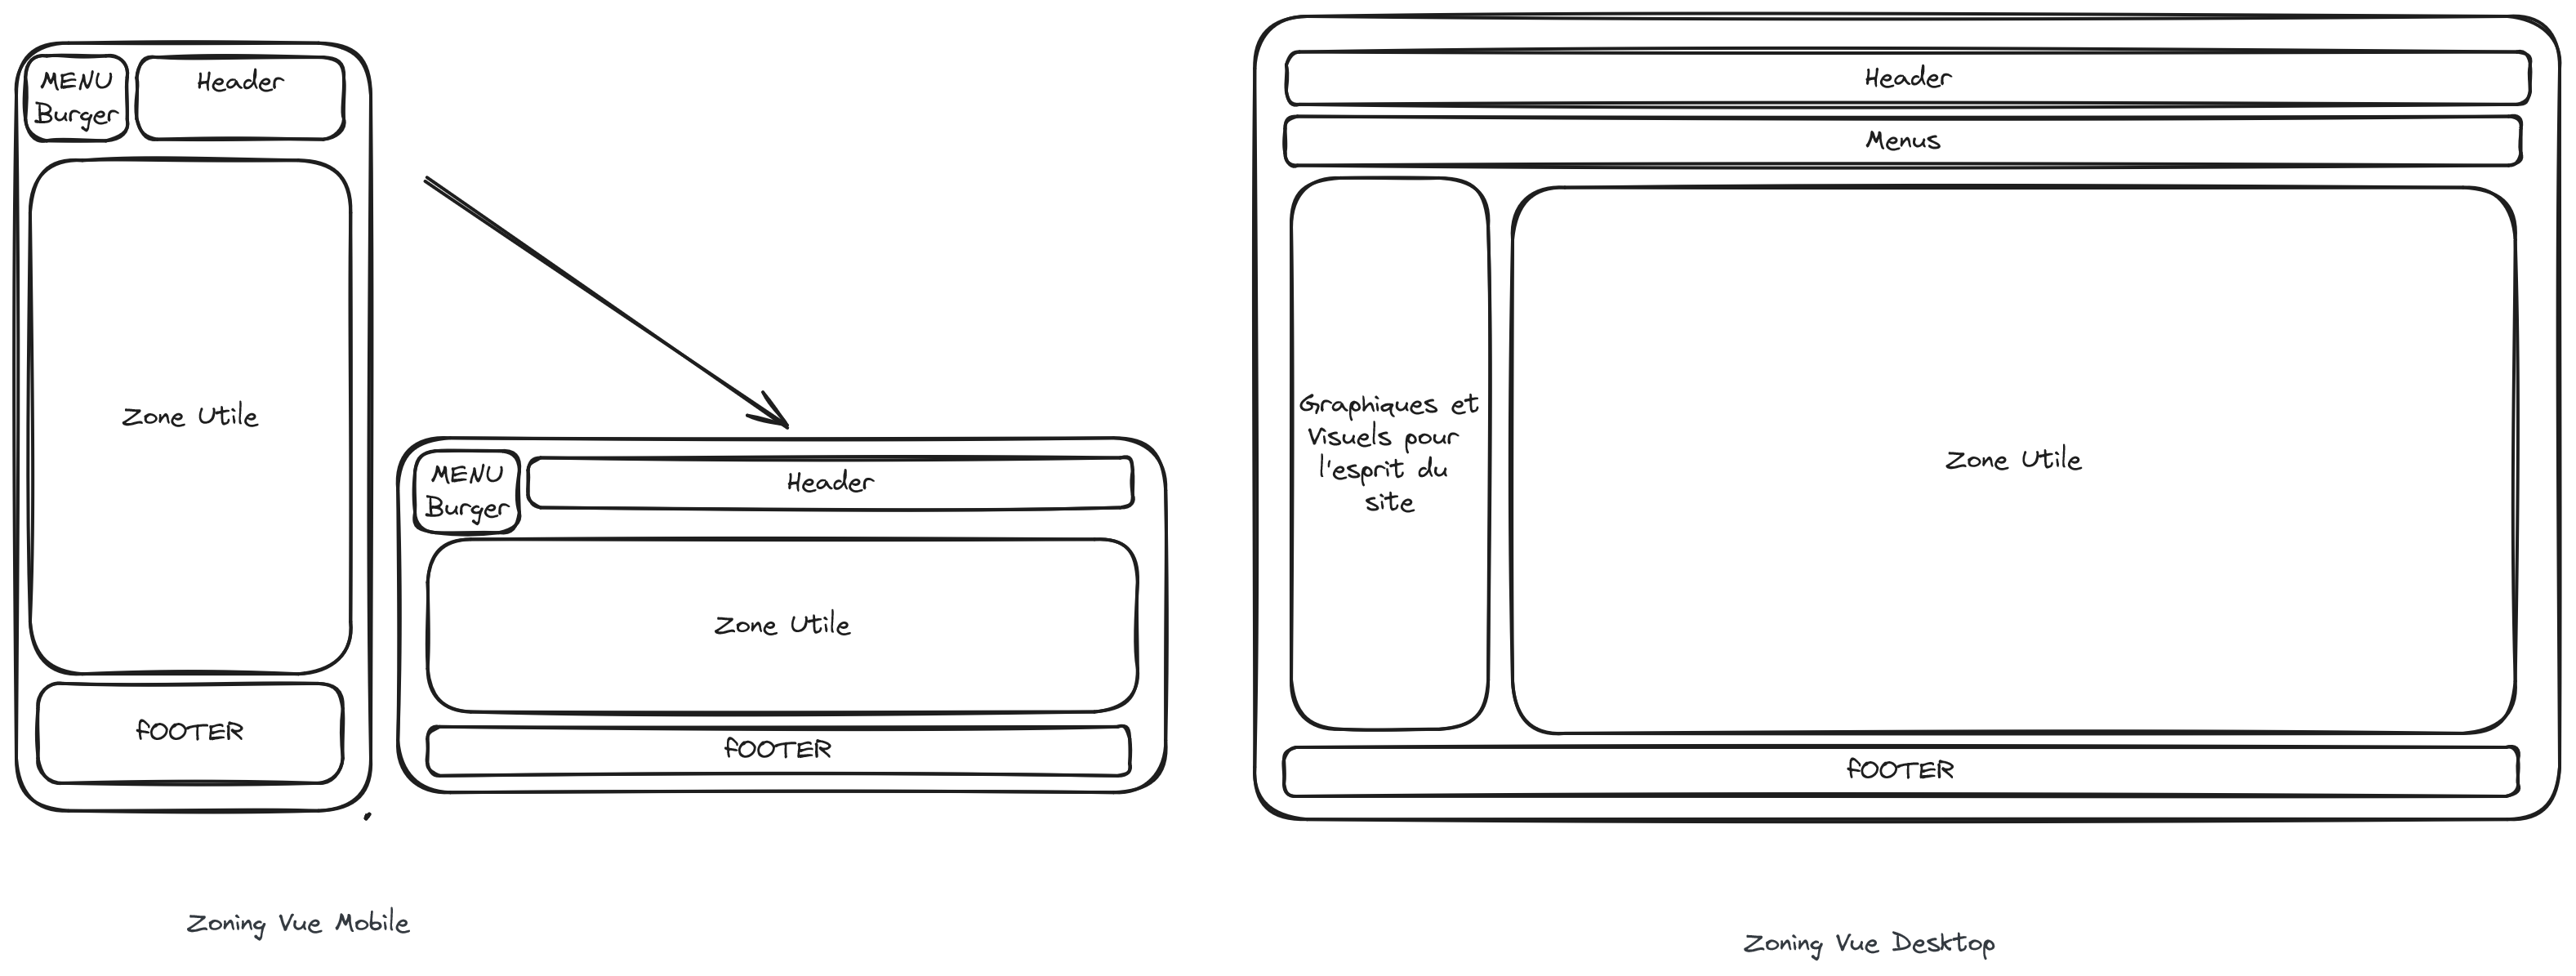 MENU
Burger
Header
Zone Utile
fOOTER
MENU
Burger
Header
Zone Utile
fOOTER
Zoning Vue Mobile
Header
Menus
Graphiques et
Visuels pour
l'esprit du
site
Zone Utile
fOOTER
Zoning Vue Desktop